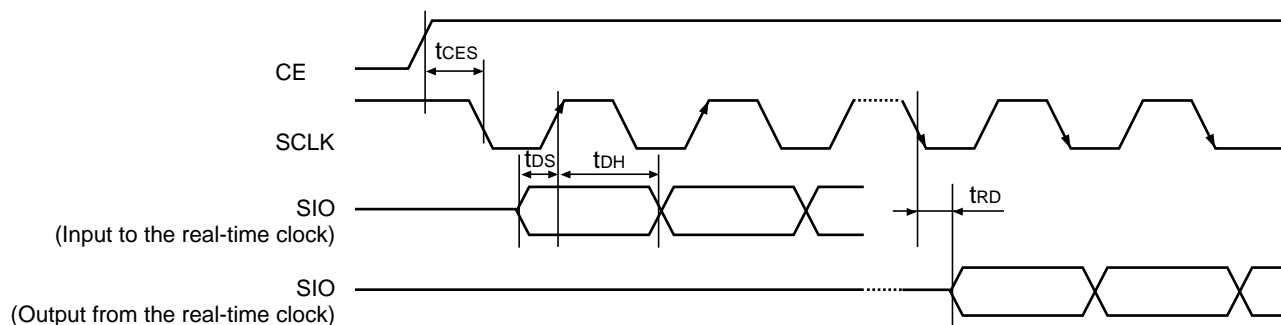 tCES
CE
SCLK
tDS
tDH
SIO
(Input to the real-time clock)
tRD
SIO
(Output from the real-time clock)